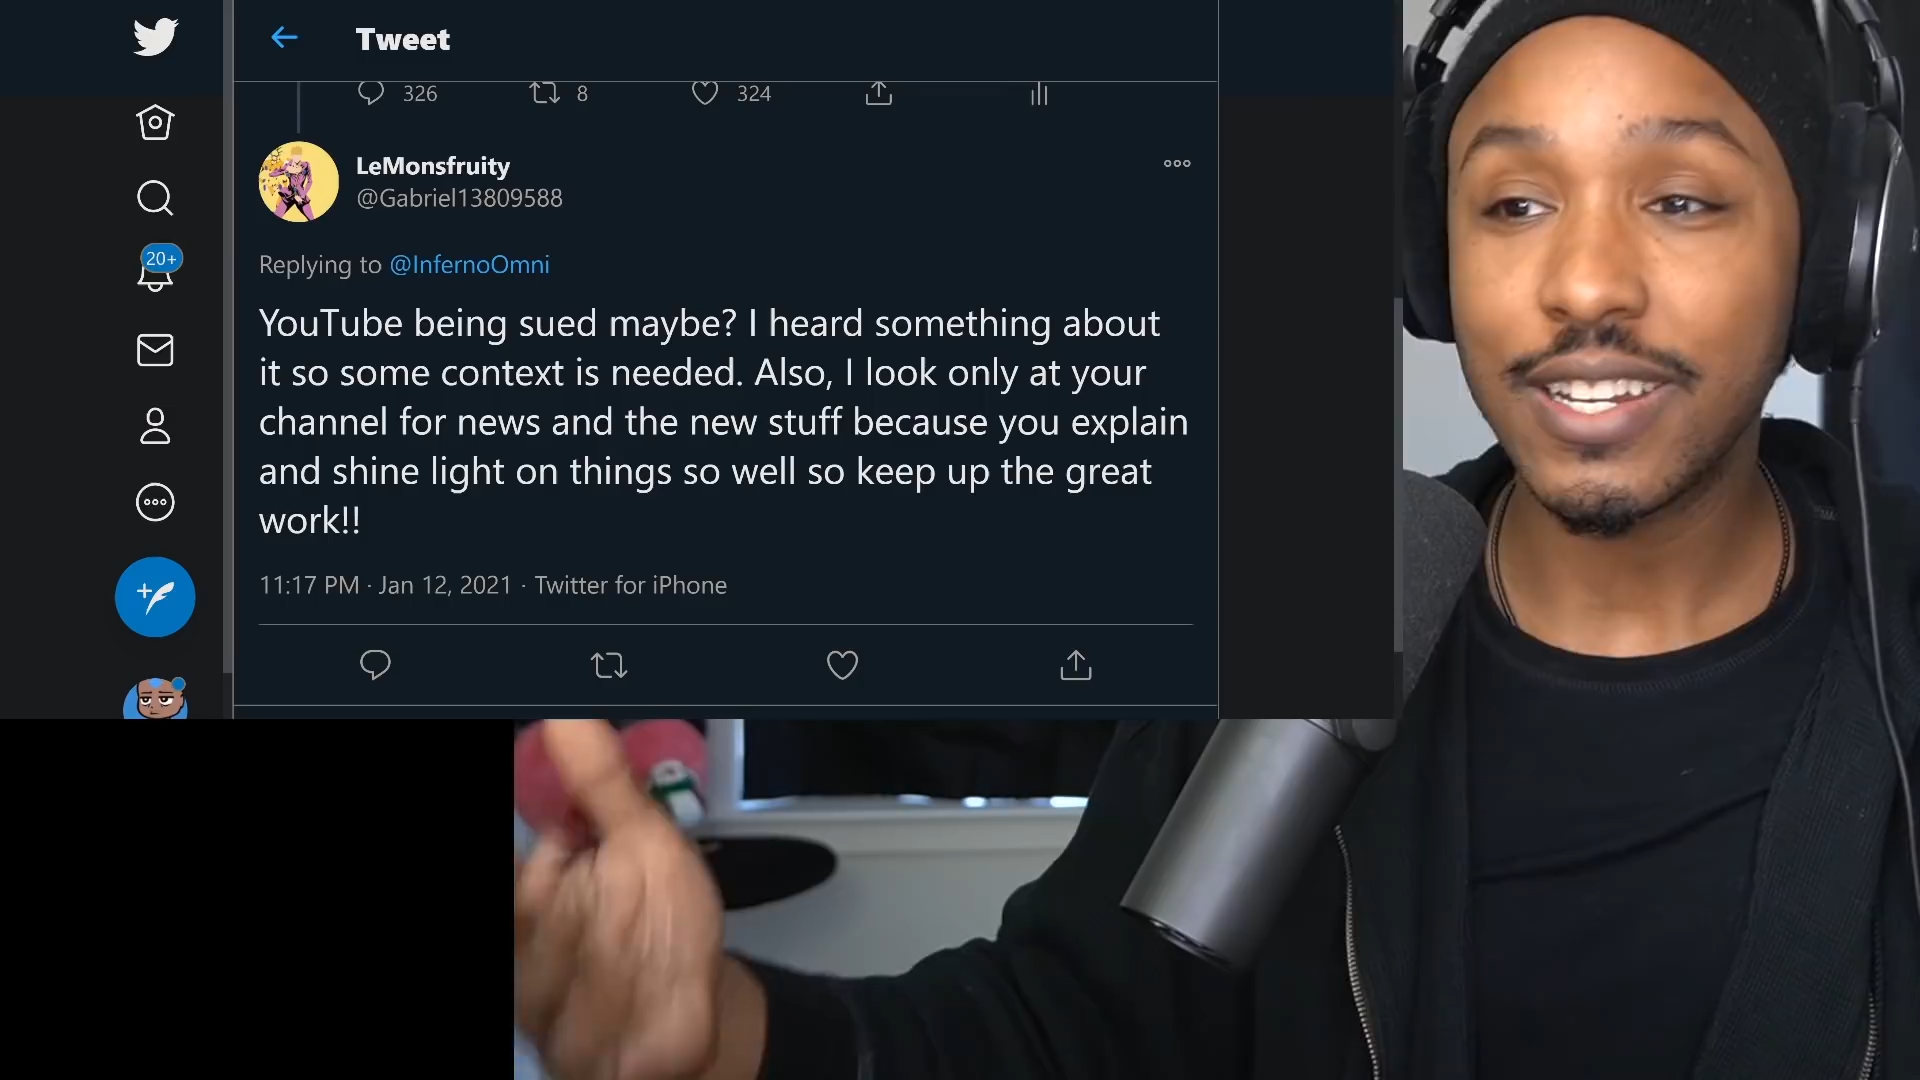 Tweet
326 8 324
LeMonsfruity
@Gabriel13809588
20+
Replying to @InfernoOmni
YouTube being sued maybe? I heard something about
it so some context is needed. Also, I look only at your
channel for news and the new stuff because you explain
and shine light on things so well so keep up the great
work!!
11:17 PM · Jan 12, 2021 · Twitter for iPhone